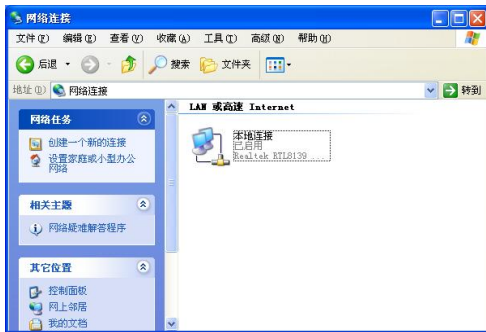 网络连接
文件(F) 编辑(E) 查看(V) 收藏(A) 工具(T) 高级(N) 帮助(H)
后退 搜索 文件夹
地址(D) 网络连接 转到
网络任务
创建一个新的连接
设置家庭或小型办公
网络
相关主题
网络疑难解答程序
其它位置
控制面板
网上邻居
我的文档
LAN 或高速 Internet
本地连接
已启用
Realtek RTL8139 ...